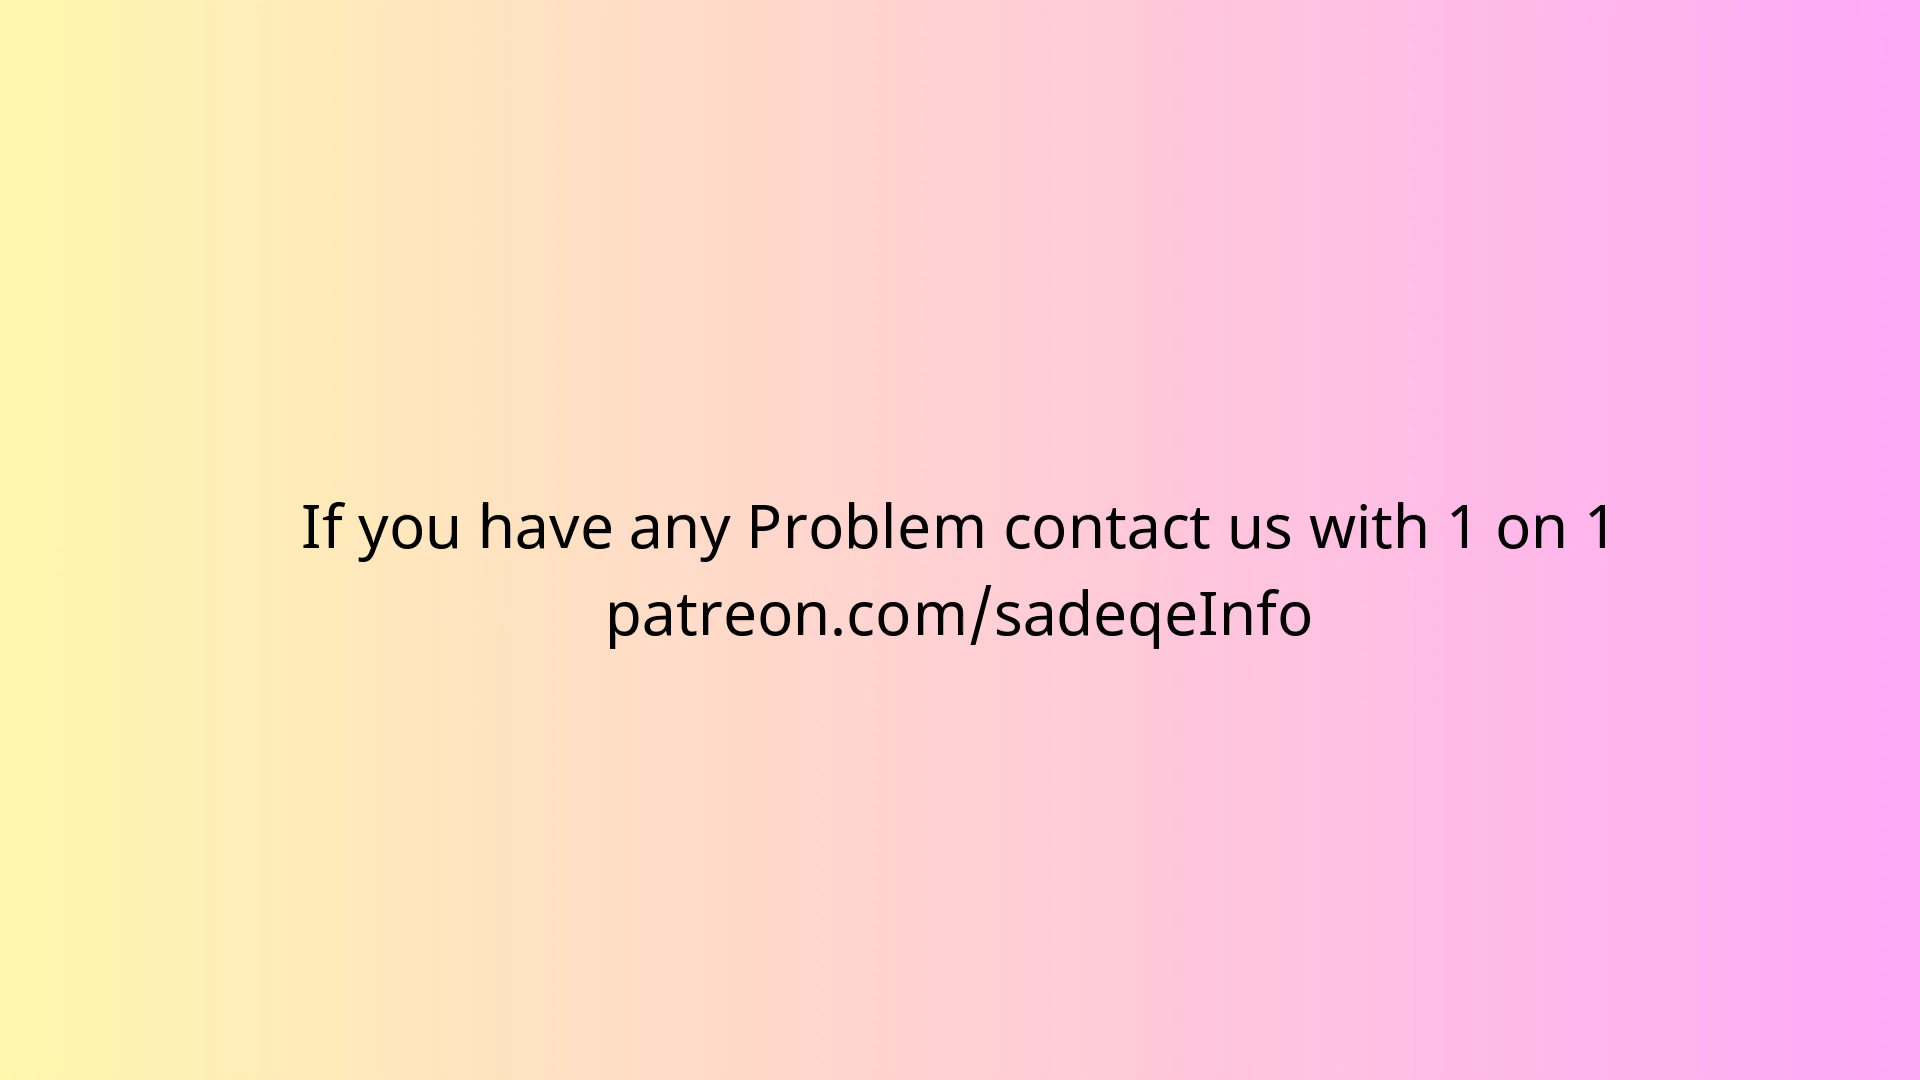 If you have any Problem contact us with 1 on 1
patreon.com/sadeqeInfo